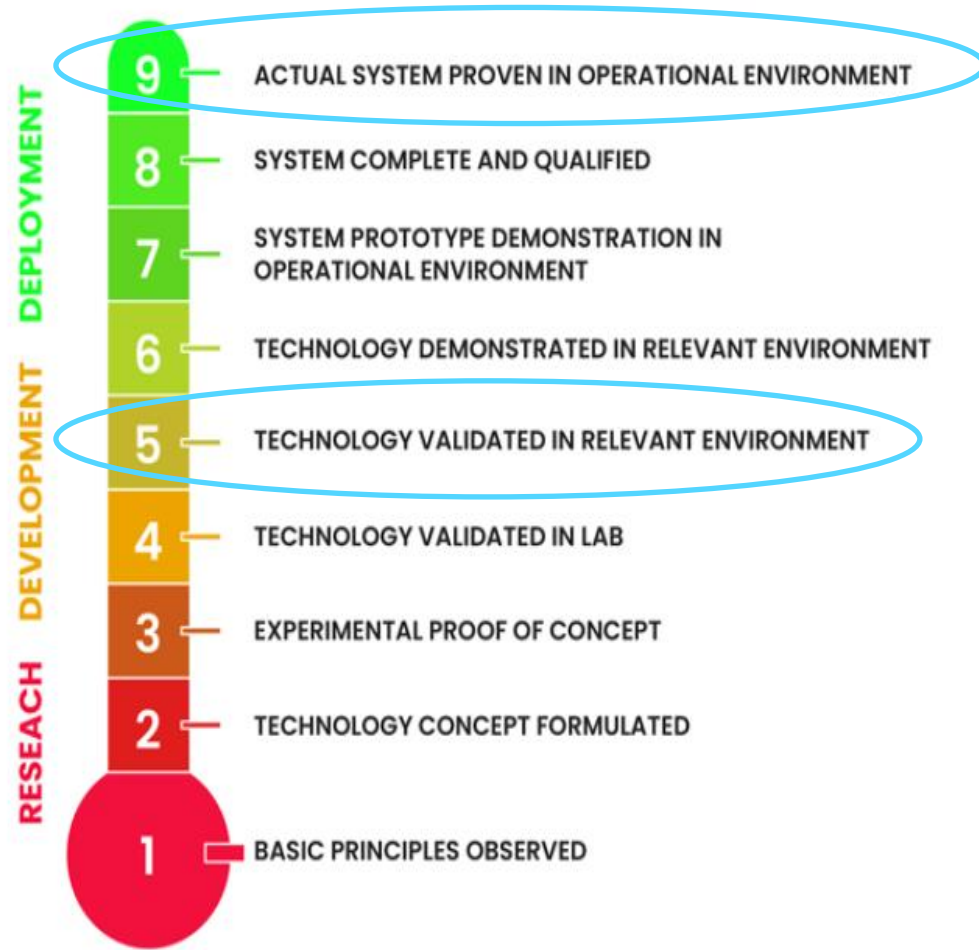 DEPLOYMENT
DEVELOPMENT
RESEACH
9
ACTUAL SYSTEM PROVEN IN OPERATIONAL ENVIRONMENT
8
SYSTEM COMPLETE AND QUALIFIED
7
SYSTEM PROTOTYPE DEMONSTRATION IN
OPERATIONAL ENVIRONMENT
6
TECHNOLOGY DEMONSTRATED IN RELEVANT ENVIRONMENT
5
TECHNOLOGY VALIDATED IN RELEVANT ENVIRONMENT
4
TECHNOLOGY VALIDATED IN LAB
3
EXPERIMENTAL PROOF OF CONCEPT
2
TECHNOLOGY CONCEPT FORMULATED
1
BASIC PRINCIPLES OBSERVED